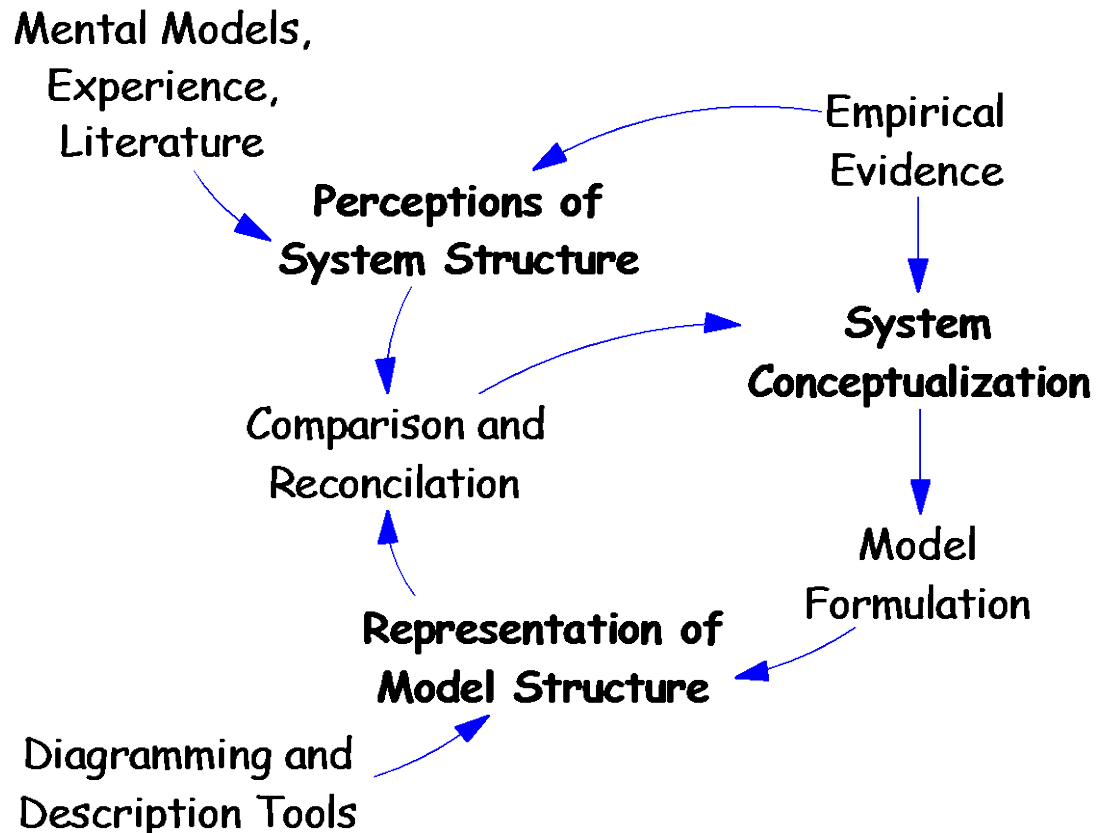 Mental Models,
Experience,
Literature
Empirical
Evidence
Perceptions of
System Structure
System
Conceptualization
Comparison and
Reconcilation
Model
Formulation
Representation of
Model Structure
Diagramming and
Description Tools